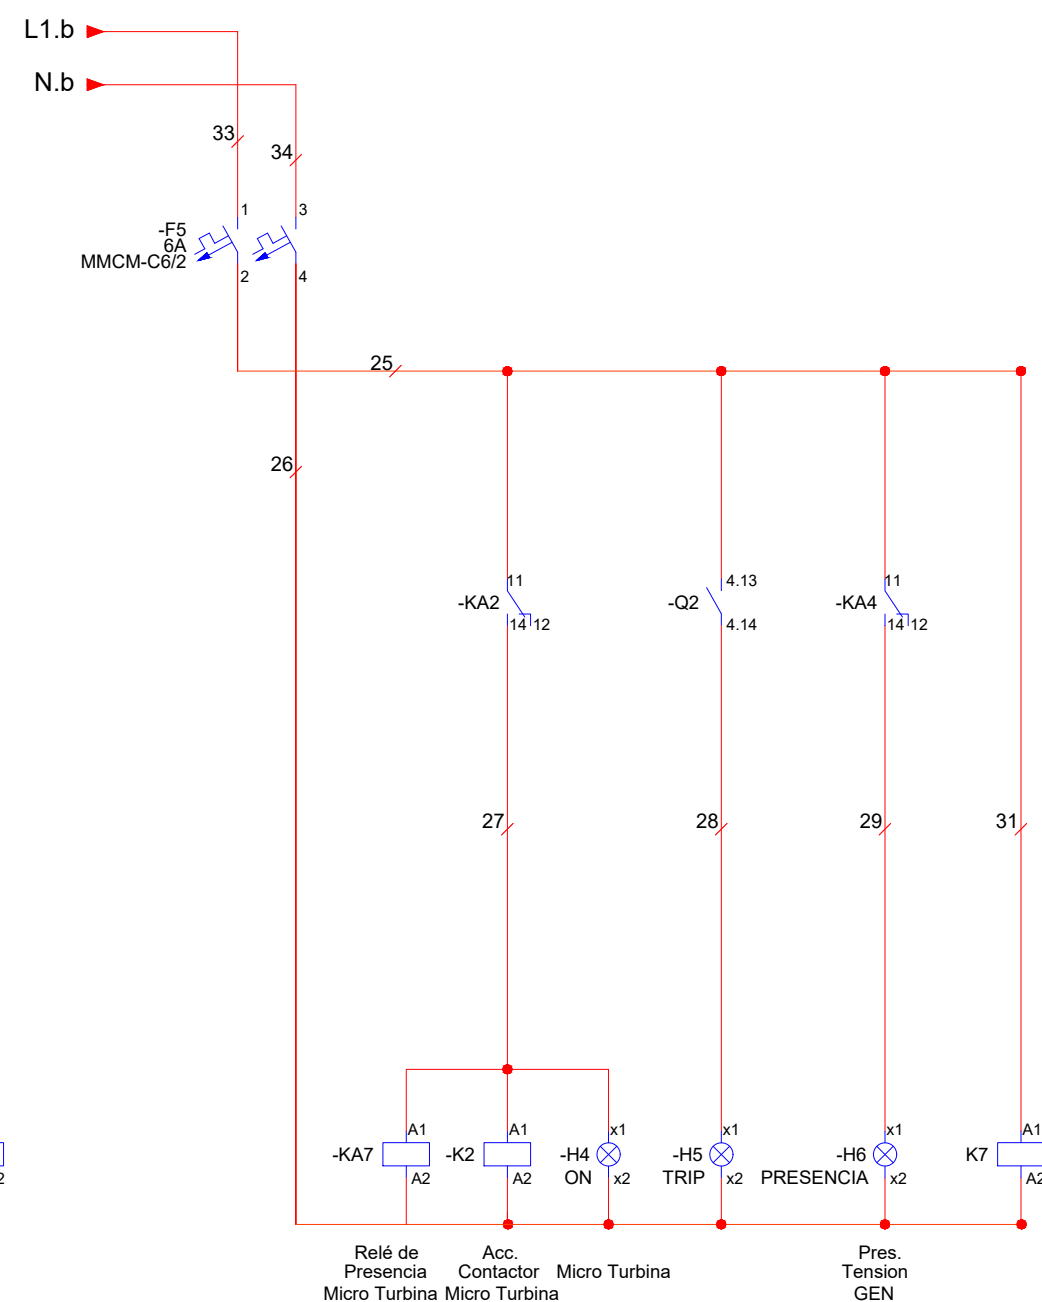 L1.b
N.b
33
34
1
3
-F5
6A
MMCM-C6/2
2
4
25
26
11
4.13
11
-KA2
-Q2
-KA4
14 12
4.14
14 12
27
28
29
31
A1
A1
x1
x1
x1
A1
-KA7
-K2
-H4
-H5
-H6
K7
ON
TRIP
PRESENCIA
2
A2
A2
x2
x2
x2
A2
Relé de
Presencia
Micro Turbina
Acc.
Contactor
Micro Turbina
Micro Turbina
Pres.
Tension
GEN